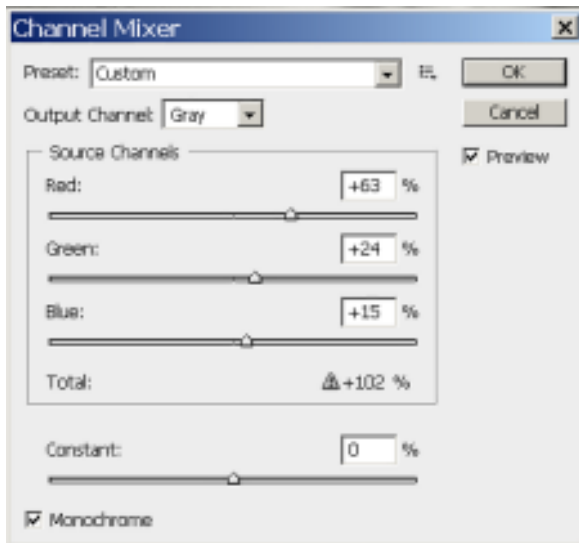 Channel Mixer
Preset: Custom
OK
Output Channel: Gray
Cancel
Source Channels
Preview
Red: +63 %
Green: +24 %
Blue: +15 %
Total: +102 %
Constant: 0 %
Monochrome